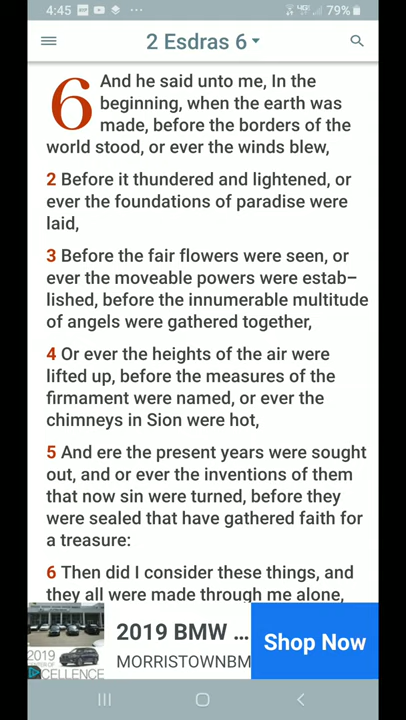 4:45 79%
2 Esdras 6
6 And he said unto me, In the
beginning, when the earth was
made, before the borders of the
world stood, or ever the winds blew,
2 Before it thundered and lightened, or
ever the foundations of paradise were
laid,
3 Before the fair flowers were seen, or
ever the moveable powers were estab–
lished, before the innumerable multitude
of angels were gathered together,
4 Or ever the heights of the air were
lifted up, before the measures of the
firmament were named, or ever the
chimneys in Sion were hot,
5 And ere the present years were sought
out, and or ever the inventions of them
that now sin were turned, before they
were sealed that have gathered faith for
a treasure:
6 Then did I consider these things, and
they all were made through me alone,
2019 BMW ...
MORRISTOWNBM
Shop Now
2019
CELLENCE